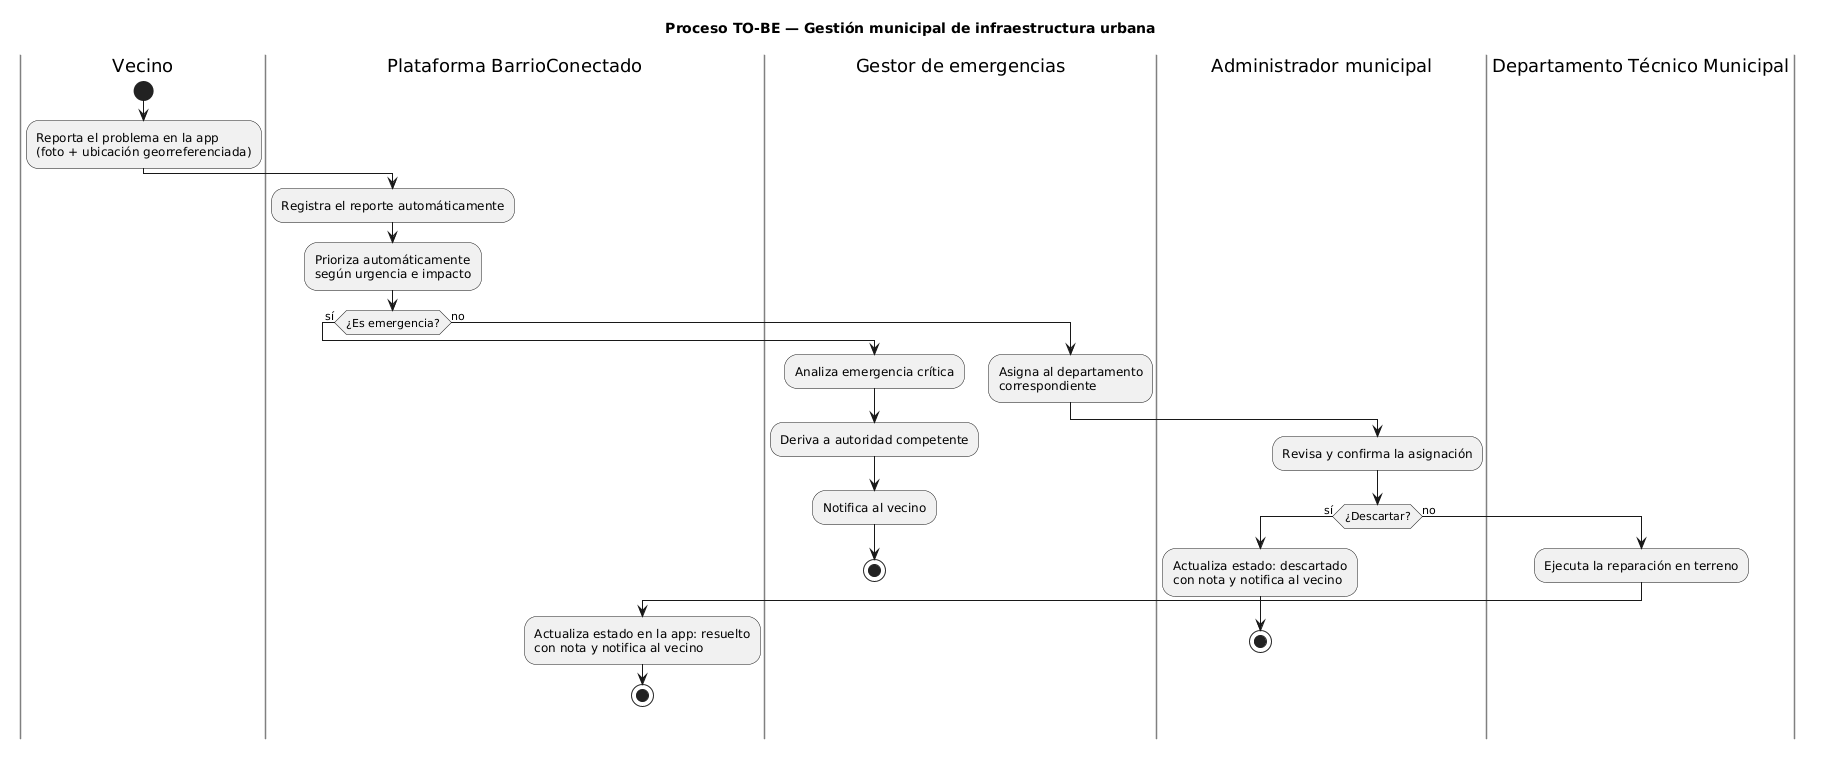 Proceso TO-BE — Gestión municipal de infraestructura urbana
Vecino
Plataforma BarrioConectado
Gestor de emergencias
Administrador municipal
Departamento Técnico Municipal
Reporta el problema en la app
(foto + ubicación georreferenciada)
Registra el reporte automáticamente
Prioriza automáticamente
según urgencia e impacto
sí
¿Es emergencia?
no
Analiza emergencia crítica
Asigna al departamento
correspondiente
Deriva a autoridad competente
Revisa y confirma la asignación
Notifica al vecino
sí
¿Descartar?
no
Actualiza estado: descartado
con nota y notifica al vecino
Ejecuta la reparación en terreno
Actualiza estado en la app: resuelto
con nota y notifica al vecino